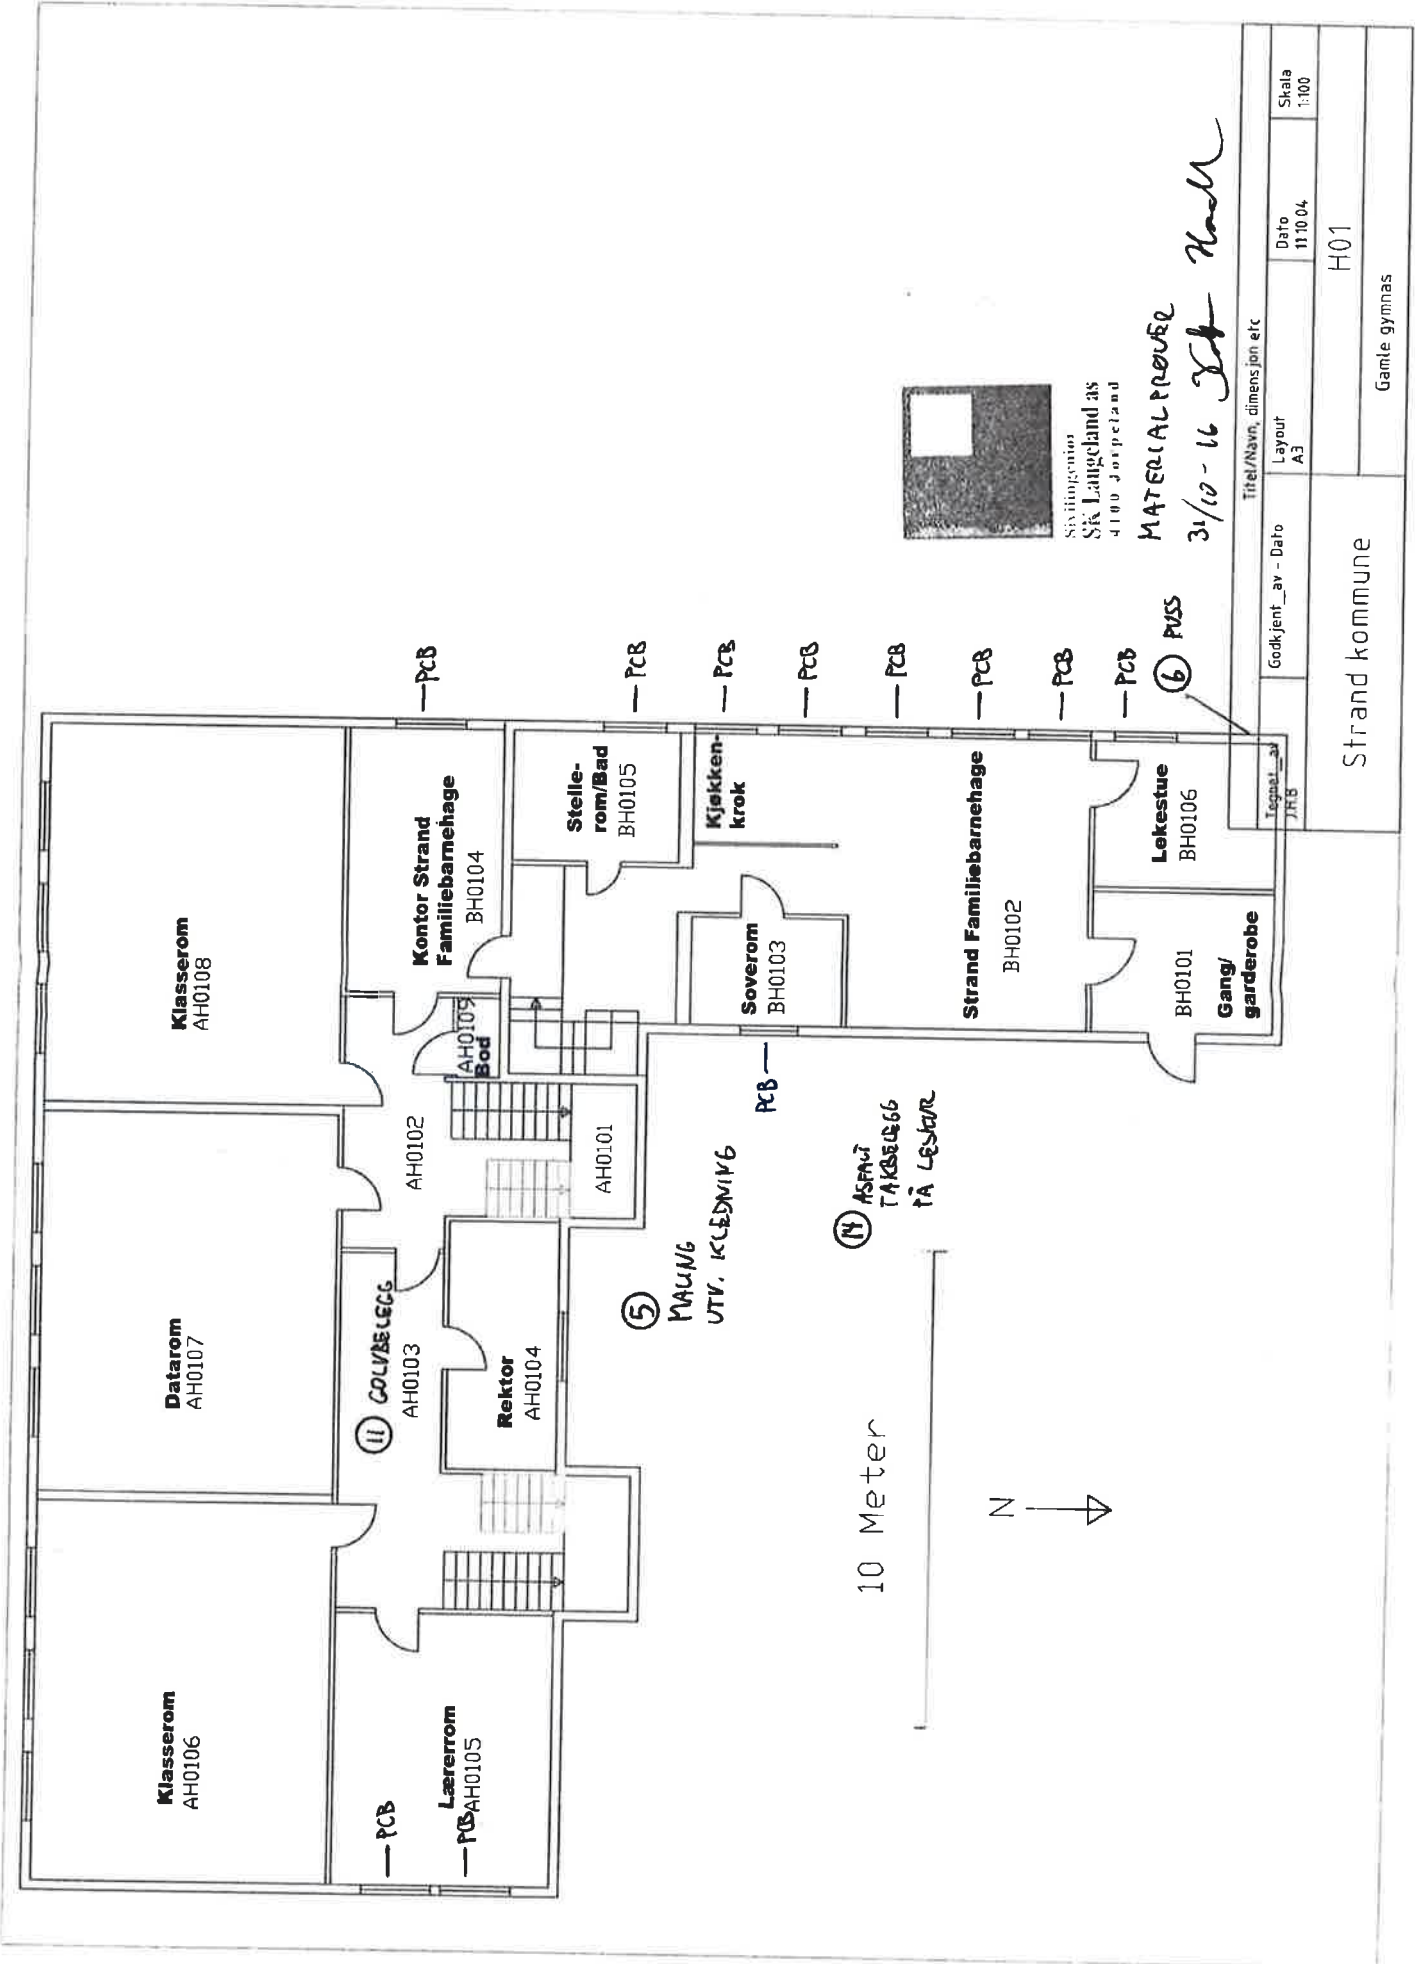 Klasserom
AH0106
Datarom
AH0107
Klasserom
AH0108
— PCB
— PCB
Lærerrom
AH0105
11 GOLVBELEGG
AH0103
Rektor
AH0104
AH0102
AH0101
AH0109
Bod
Kontor Strand
Familiebarnehage
BH0104
— PCB
Stelle-
rom/Bad
BH0105
— PCB
Kjøkken-
krok
— PCB
— PCB
— PCB
— PCB
— PCB
— PCB
Soverom
BH0103
PCB —
Strand Familiebarnehage
BH0102
Lekestue
BH0106
BH0101
Gang/
garderobe
6 PUSS
5
MALING
UTV. KLEDNING
14 ASFALT
TAKBELEGG
PÅ LESKUR
10 Meter
N
Sivilingeniør
SK Langeland as
4100 Jørpeland
MATERIALPRØVER
31/10-16
Titel/Navn, dimensjon etc
Tegnet_av
J.H.B
Godkjent_av - Dato
Layout
A3
Dato
11 10 04
Skala
1:100
Strand kommune
H01
Gamle gymnas